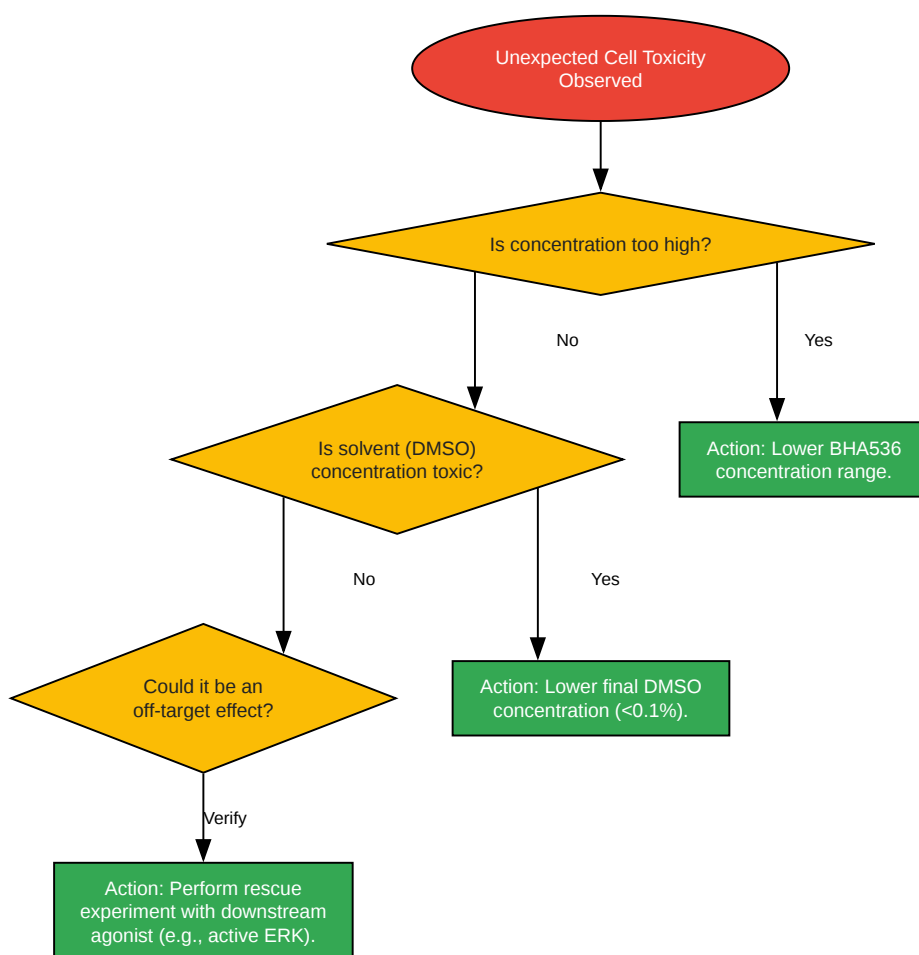 Unexpected Cell Toxicity
Observed
Is concentration too high?
No
Yes
Is solvent (DMSO)
concentration toxic?
Action: Lower BHA536
concentration range.
No
Yes
Could it be an
off-target effect?
Action: Lower final DMSO
concentration (<0.1%).
Verify
Action: Perform rescue
experiment with downstream
agonist (e.g., active ERK).